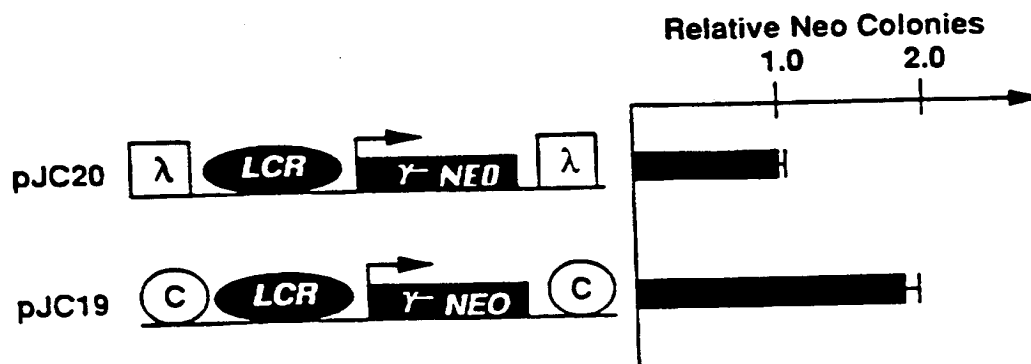 Relative Neo Colonies
1.0 2.0
pJC20 λ LCR γ- NEO λ
pJC19 C LCR γ- NEO C